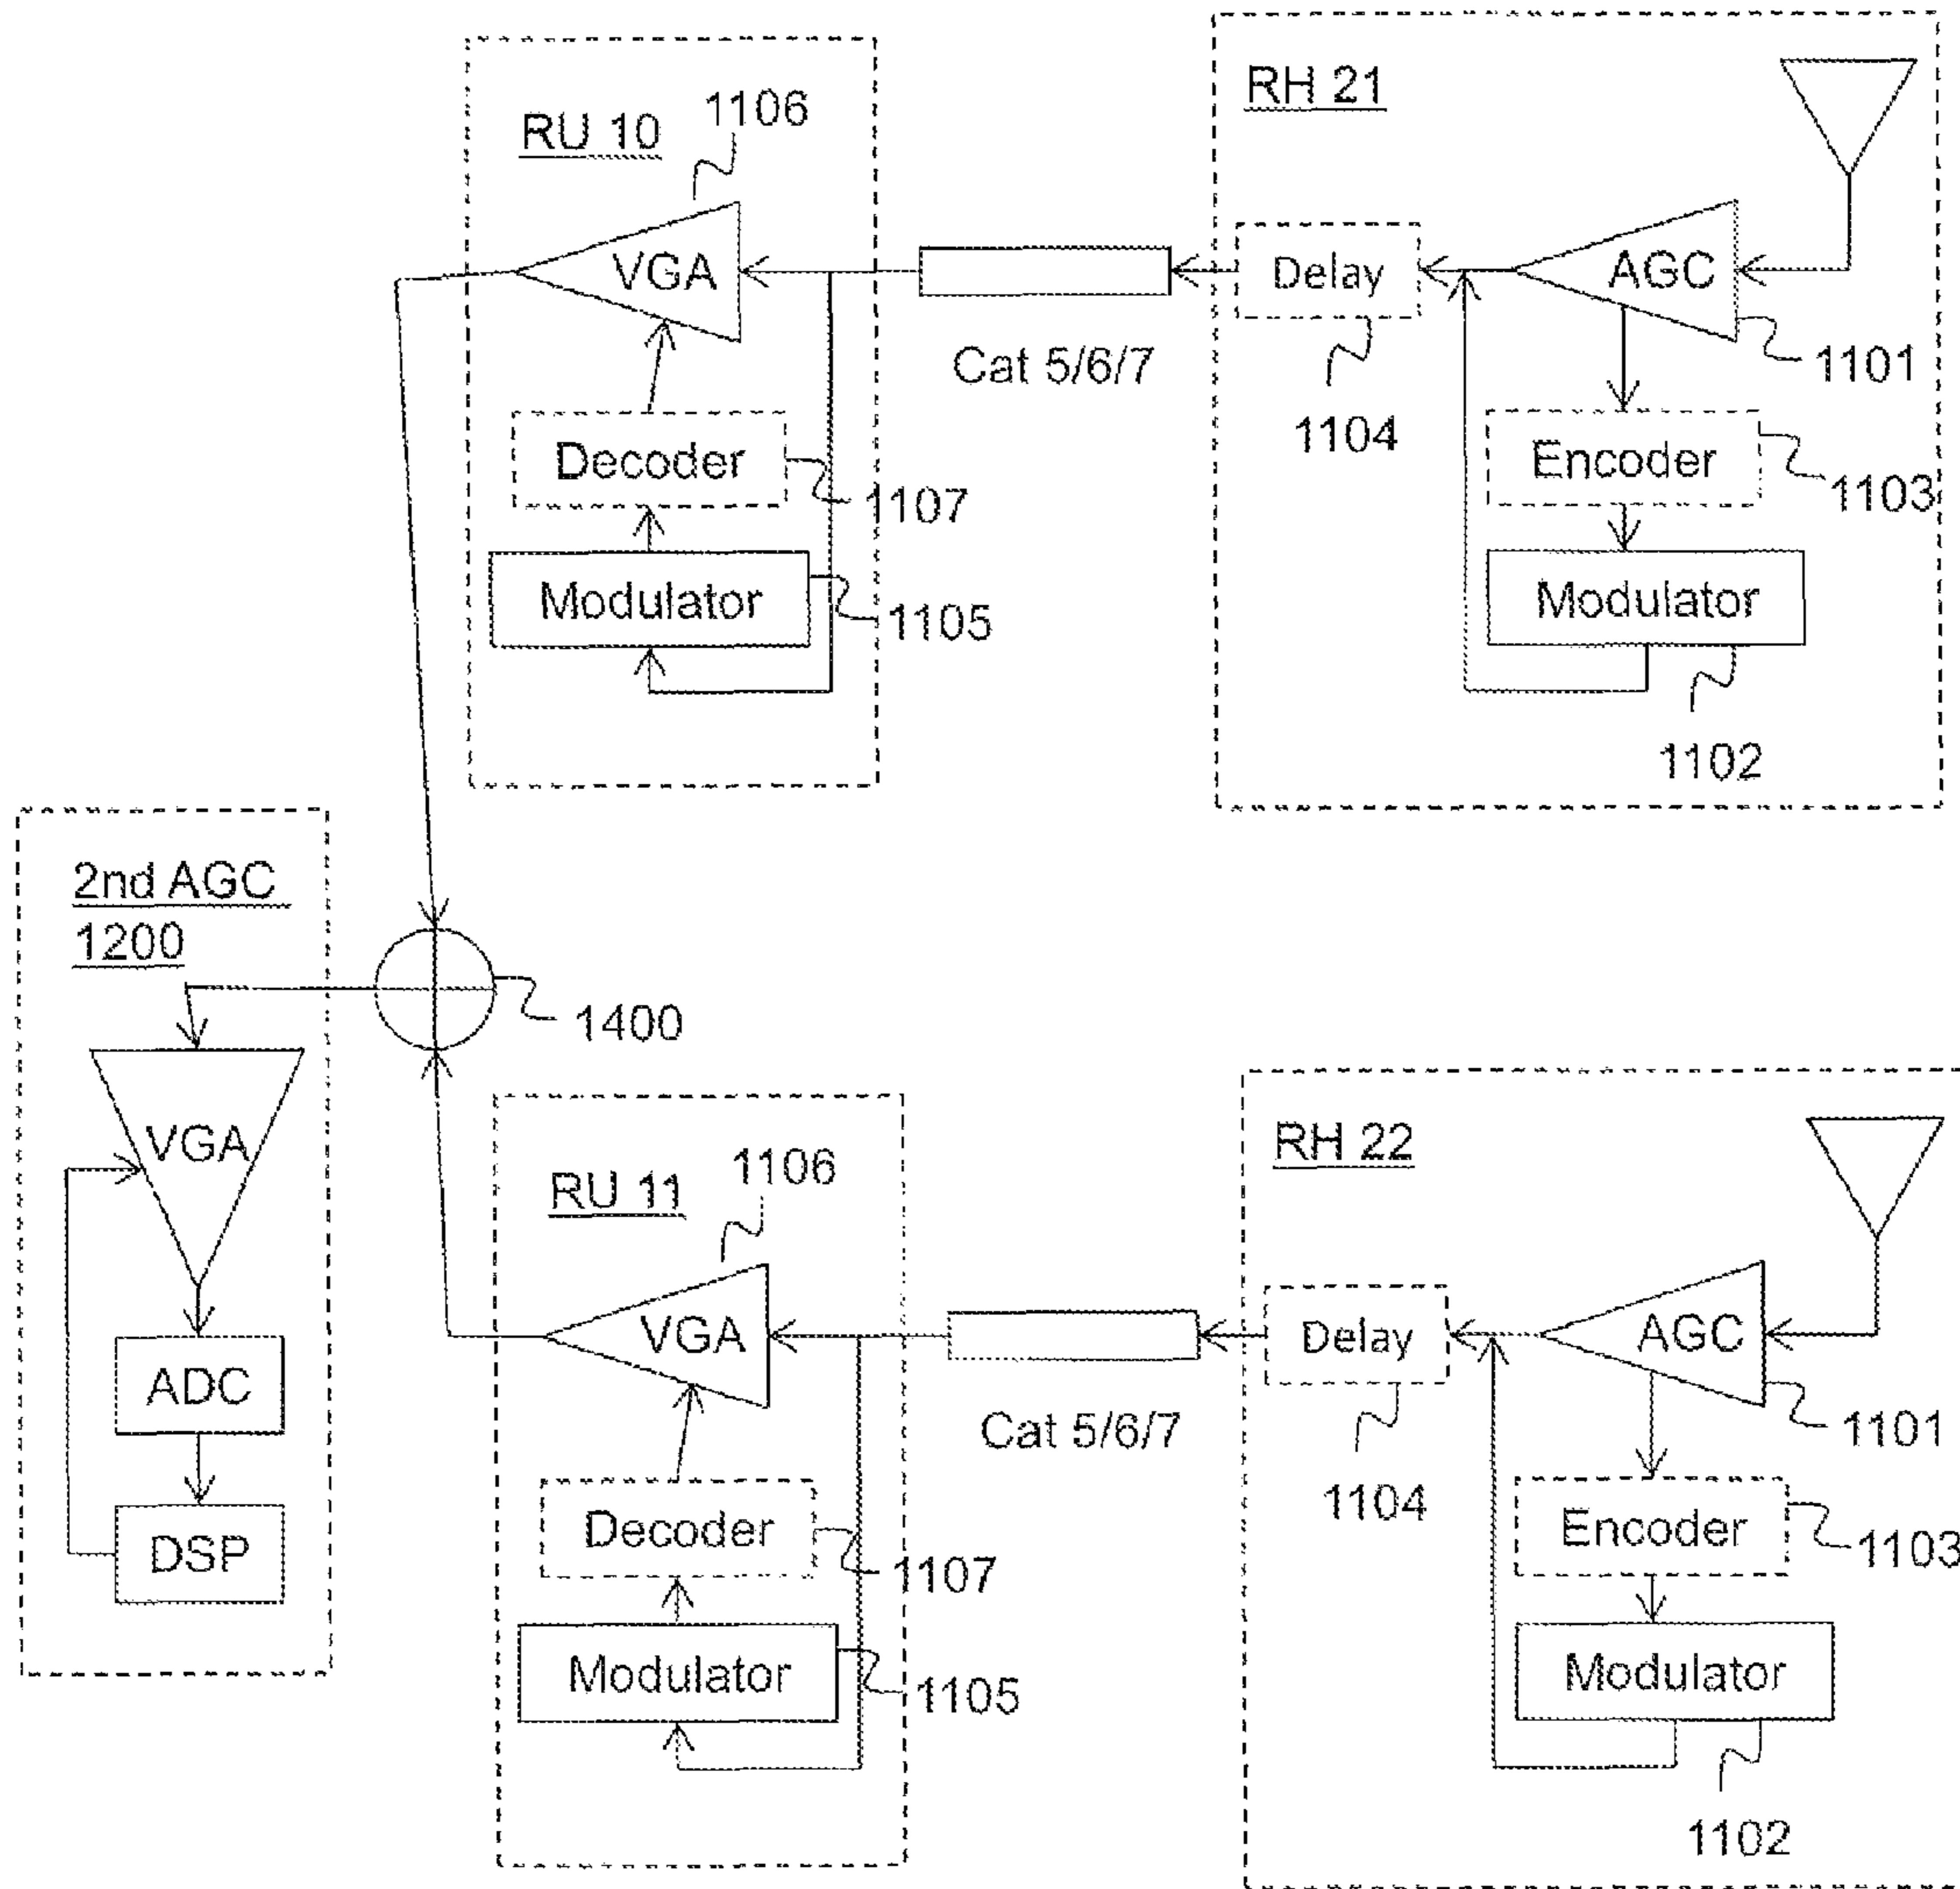 RU 10
1106
VGA
Decoder
1107
Modulator
1105
Cat 5/6/7
RH 21
Delay
1104
AGC
1101
Encoder
1103
Modulator
1102
2nd AGC
1200
VGA
ADC
DSP
1400
RU 11
1106
VGA
Decoder
1107
Modulator
1105
Cat 5/6/7
RH 22
Delay
1104
AGC
1101
Encoder
1103
Modulator
1102